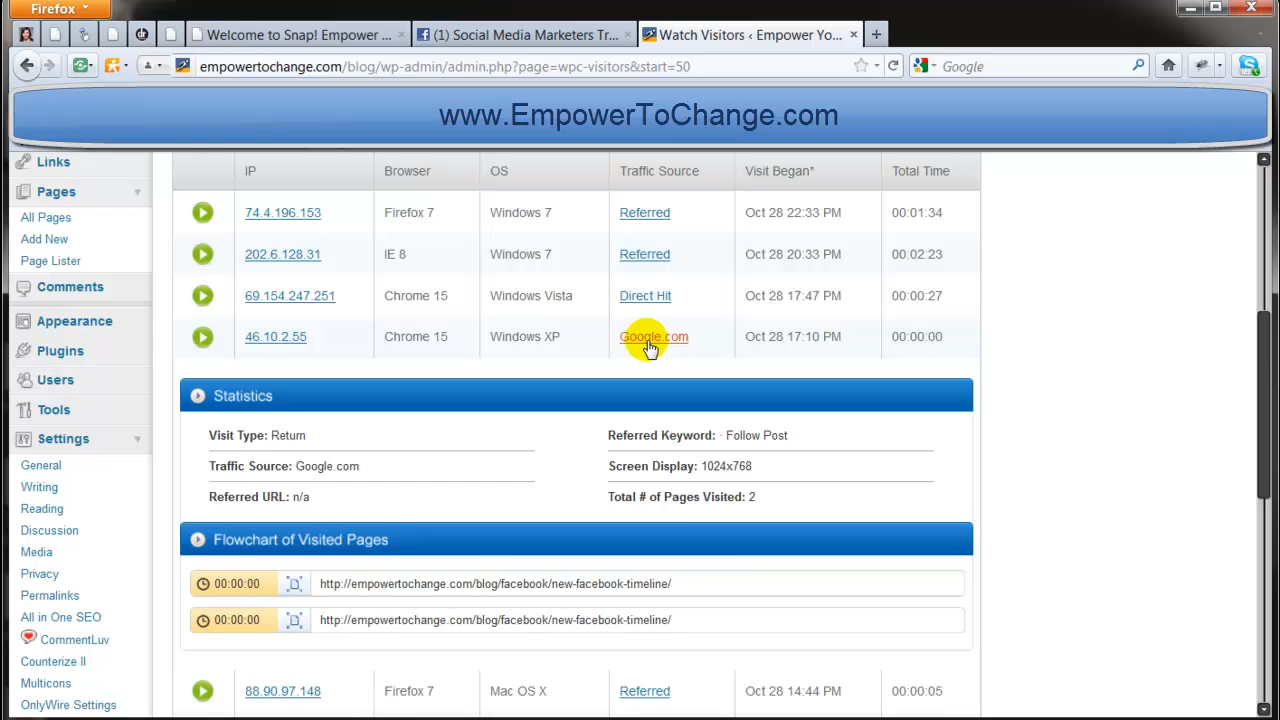 Firefox
Welcome to Snap! Empower ...
(1) Social Media Marketers Tr...
Watch Visitors ‹ Empower Yo...
empowertochange.com/blog/wp-admin/admin.php?page=wpc-visitors&start=50
Google
www.EmpowerToChange.com
Links
Pages
All Pages
Add New
Page Lister
Comments
Appearance
Plugins
Users
Tools
Settings
General
Writing
Reading
Discussion
Media
Privacy
Permalinks
All in One SEO
CommentLuv
Counterize II
Multicons
OnlyWire Settings
IP Browser OS Traffic Source Visit Began* Total Time
74.4.196.153 Firefox 7 Windows 7 Referred Oct 28 22:33 PM 00:01:34
202.6.128.31 IE 8 Windows 7 Referred Oct 28 20:33 PM 00:02:23
69.154.247.251 Chrome 15 Windows Vista Direct Hit Oct 28 17:47 PM 00:00:27
46.10.2.55 Chrome 15 Windows XP Google.com Oct 28 17:10 PM 00:00:00
Statistics
Visit Type: Return Referred Keyword: · Follow Post
Traffic Source: Google.com Screen Display: 1024x768
Referred URL: n/a Total # of Pages Visited: 2
Flowchart of Visited Pages
00:00:00 http://empowertochange.com/blog/facebook/new-facebook-timeline/
00:00:00 http://empowertochange.com/blog/facebook/new-facebook-timeline/
88.90.97.148 Firefox 7 Mac OS X Referred Oct 28 14:44 PM 00:00:05